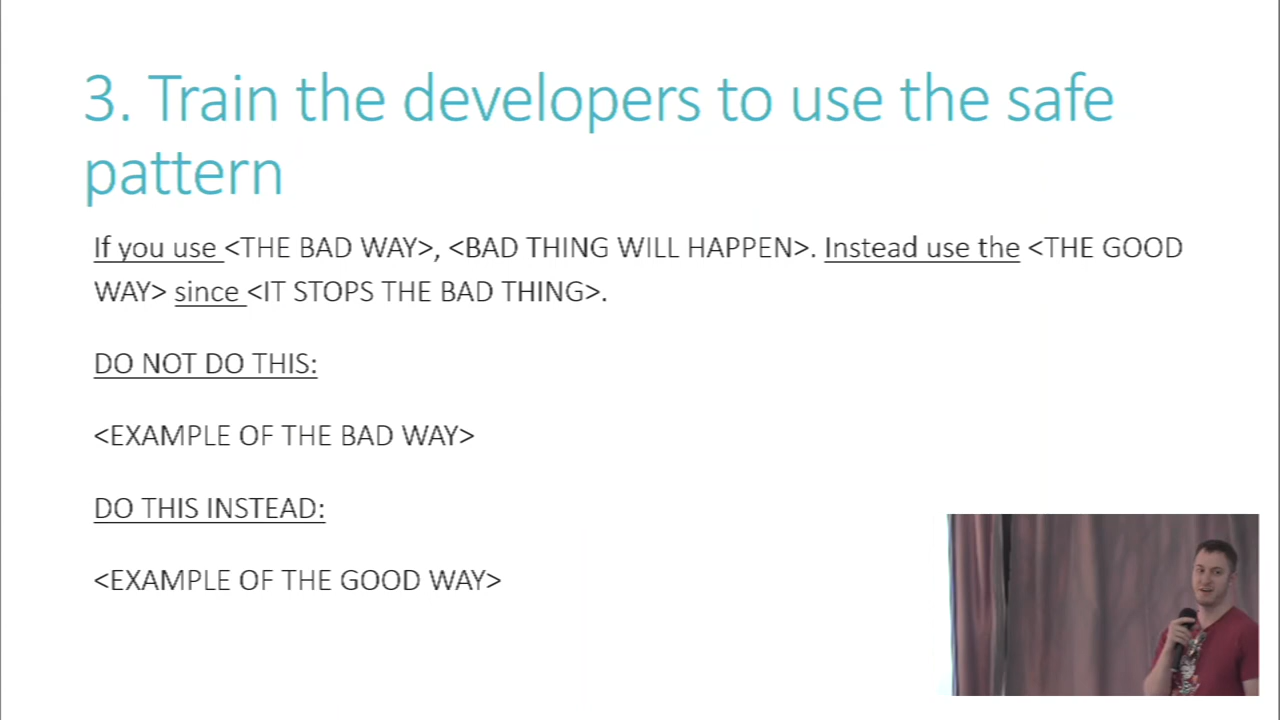 3. Train the developers to use the safe
pattern
If you use <THE BAD WAY>, <BAD THING WILL HAPPEN>. Instead use the <THE GOOD
WAY> since <IT STOPS THE BAD THING>.
DO NOT DO THIS:
<EXAMPLE OF THE BAD WAY>
DO THIS INSTEAD:
<EXAMPLE OF THE GOOD WAY>